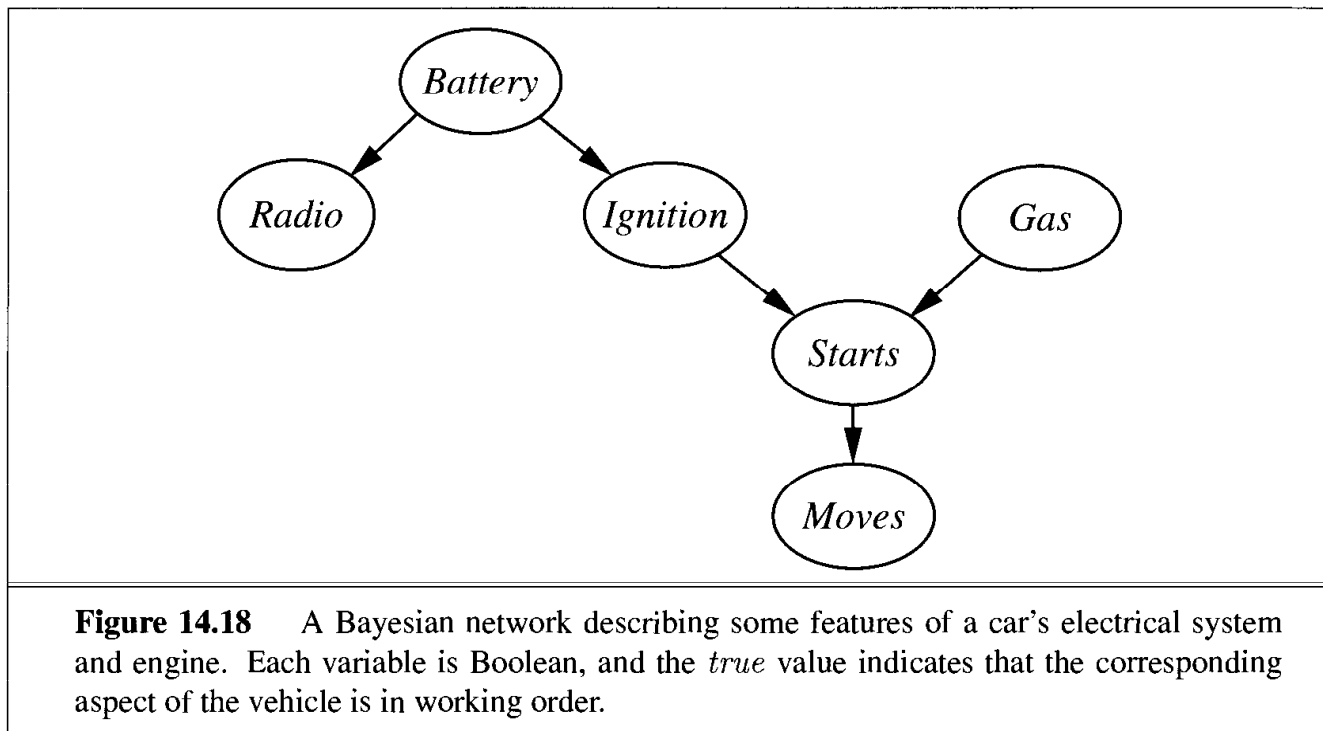 Battery
Radio
Ignition
Gas
Starts
Moves
Figure 14.18 A Bayesian network describing some features of a car's electrical system
and engine. Each variable is Boolean, and the true value indicates that the corresponding
aspect of the vehicle is in working order.